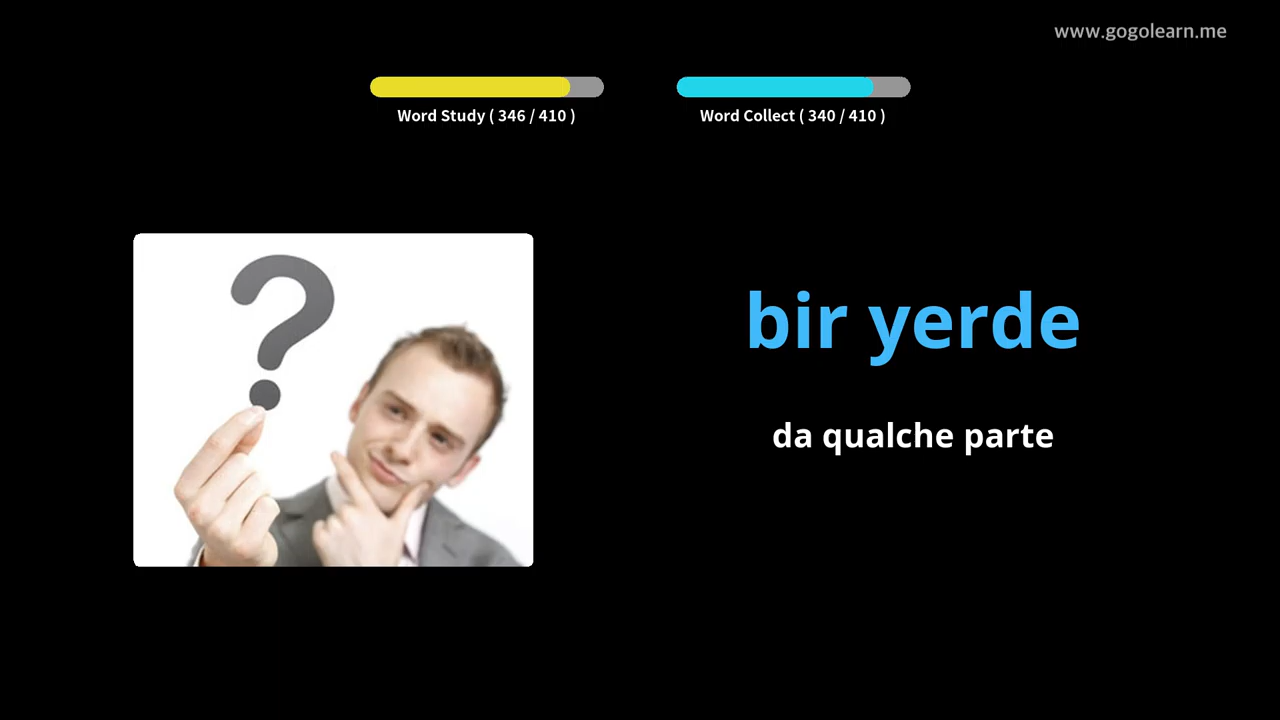 www.gogolearn.me
Word Study ( 346 / 410 )
Word Collect ( 340 / 410 )
bir yerde
da qualche parte